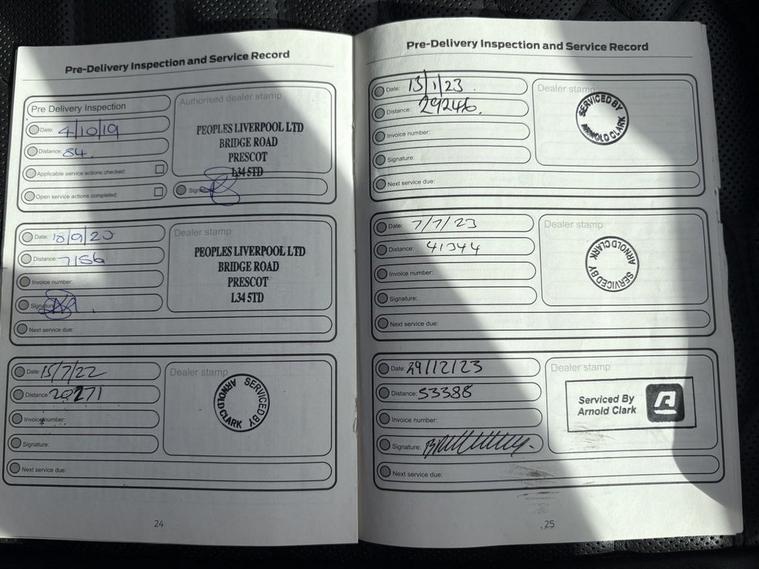 Pre-Delivery Inspection and Service Record
Pre Delivery Inspection
Date: 4/10/19
Distance: 84.
Applicable service actions checked:
Open service actions completed:
Authorised dealer stamp
PEOPLES LIVERPOOL LTD
BRIDGE ROAD
PRESCOT
L34 5TD
Signature:
Date: 10/9/20
Distance: 7156
Invoice number:
Signature:
Next service due:
Dealer stamp
PEOPLES LIVERPOOL LTD
BRIDGE ROAD
PRESCOT
L34 5TD
Date: 15/7/22
Distance: 20271
Invoice number:
Signature:
Next service due:
Dealer stamp
SERVICED BY
ARNOLD CLARK
24
Pre-Delivery Inspection and Service Record
Date: 13/1/23.
Distance: 29246.
Invoice number:
Signature:
Next service due:
Dealer stamp
SERVICED BY
ARNOLD CLARK
Date: 7/7/23
Distance: 41344
Invoice number:
Signature:
Next service due:
Dealer stamp
SERVICED BY
ARNOLD CLARK
Date: 29/12/23
Distance: 53388
Invoice number:
Signature:
Next service due:
Dealer stamp
Serviced By
Arnold Clark
25